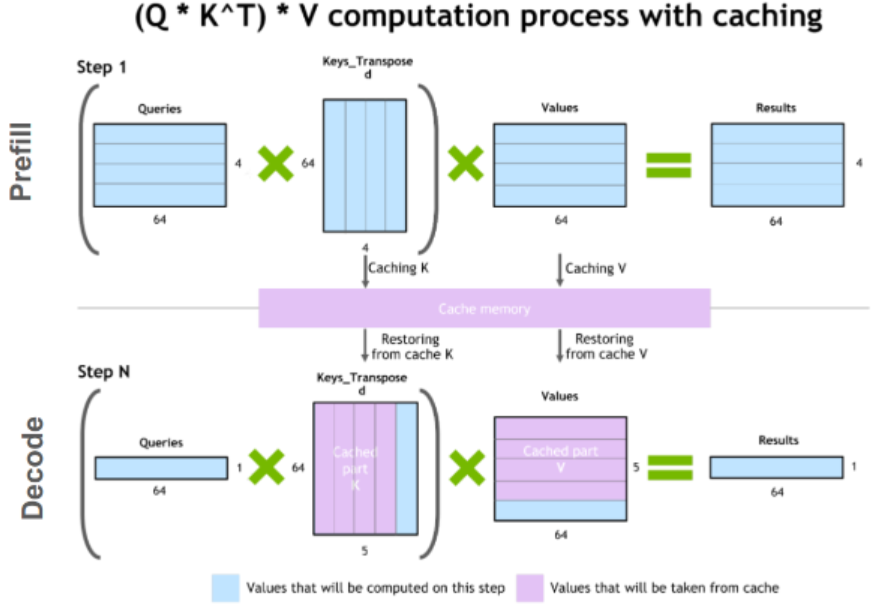 (Q * K^T) * V computation process with caching
Prefill
Step 1
Queries
4
64
Keys_Transpose
d
64
4
Values
64
Results
4
64
Caching K
Caching V
Cache memory
Restoring
from cache K
Restoring
from cache V
Decode
Step N
Queries
1
64
Keys_Transpose
d
64
Cached
part
K
5
Values
Cached part
V
5
64
Results
1
64
Values that will be computed on this step
Values that will be taken from cache